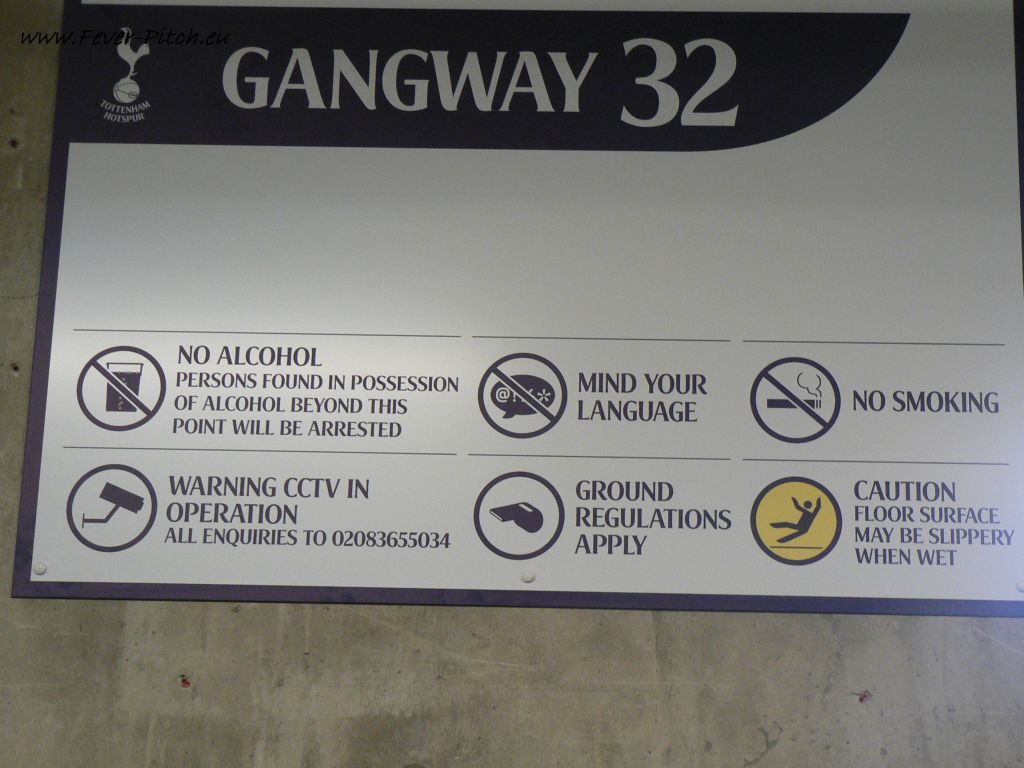 www.Fever-Pitch.eu
TOTTENHAM
HOTSPUR
GANGWAY 32
NO ALCOHOL
PERSONS FOUND IN POSSESSION
OF ALCOHOL BEYOND THIS
POINT WILL BE ARRESTED
@!%*
MIND YOUR
LANGUAGE
NO SMOKING
WARNING CCTV IN
OPERATION
ALL ENQUIRIES TO 02083655034
GROUND
REGULATIONS
APPLY
CAUTION
FLOOR SURFACE
MAY BE SLIPPERY
WHEN WET